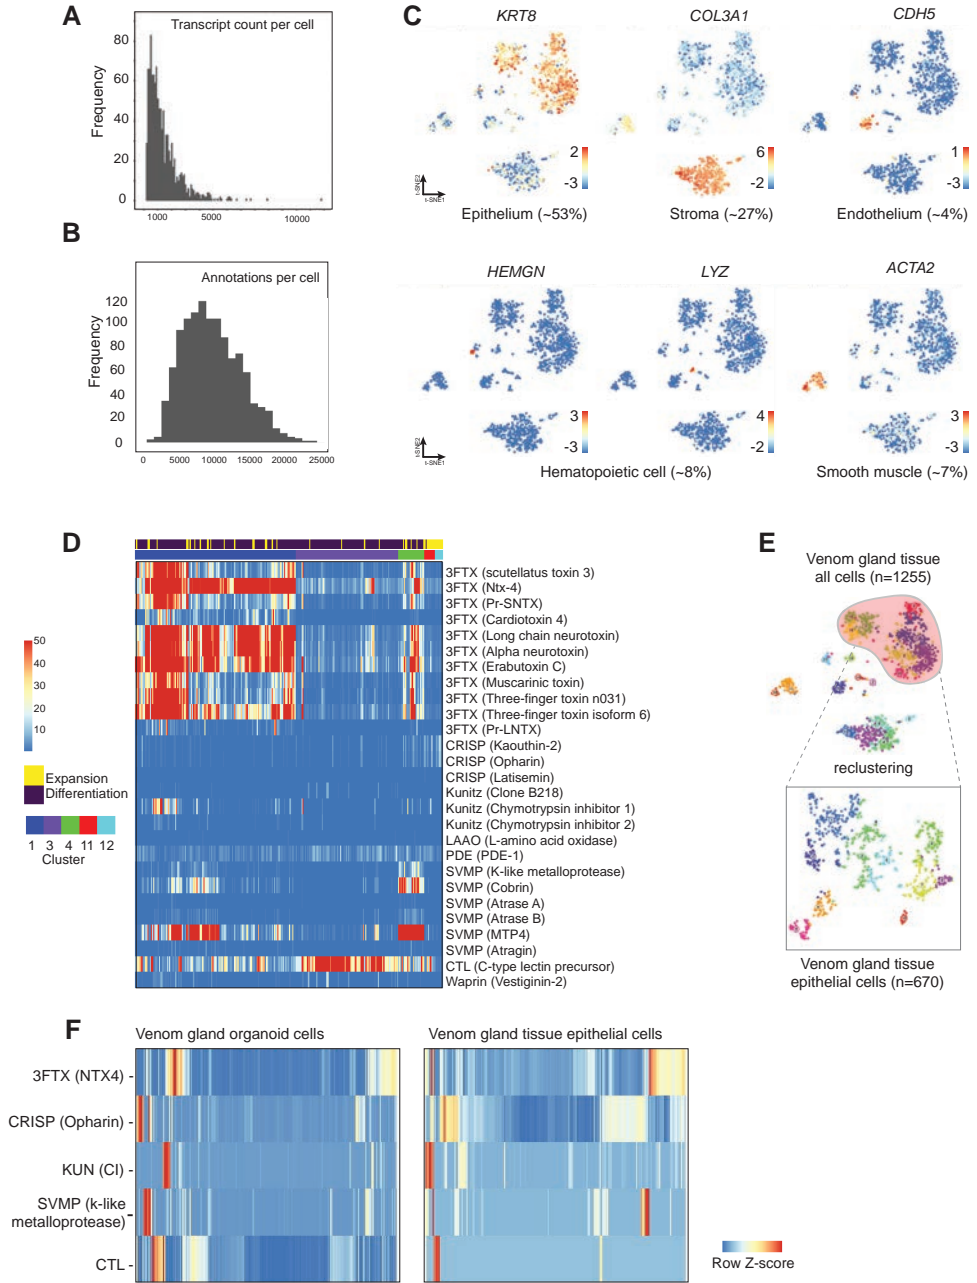 A
Transcript count per cell
Frequency
80
60
40
20
0
1000
5000
10000
B
Annotations per cell
Frequency
120
100
80
60
40
20
0
0
5000
10000
15000
20000
25000
C
KRT8
COL3A1
CDH5
2
-3
6
-2
1
-3
t-SNE2
t-SNE1
Epithelium (~53%)
Stroma (~27%)
Endothelium (~4%)
HEMGN
LYZ
ACTA2
3
-3
4
-2
3
-3
t-SNE2
t-SNE1
Hematopoietic cell (~8%)
Smooth muscle (~7%)
D
50
40
30
20
10
Expansion
Differentiation
1 3 4 11 12
Cluster
3FTX (scutellatus toxin 3)
3FTX (Ntx-4)
3FTX (Pr-SNTX)
3FTX (Cardiotoxin 4)
3FTX (Long chain neurotoxin)
3FTX (Alpha neurotoxin)
3FTX (Erabutoxin C)
3FTX (Muscarinic toxin)
3FTX (Three-finger toxin n031)
3FTX (Three-finger toxin isoform 6)
3FTX (Pr-LNTX)
CRISP (Kaouthin-2)
CRISP (Opharin)
CRISP (Latisemin)
Kunitz (Clone B218)
Kunitz (Chymotrypsin inhibitor 1)
Kunitz (Chymotrypsin inhibitor 2)
LAAO (L-amino acid oxidase)
PDE (PDE-1)
SVMP (K-like metalloprotease)
SVMP (Cobrin)
SVMP (Atrase A)
SVMP (Atrase B)
SVMP (MTP4)
SVMP (Atragin)
CTL (C-type lectin precursor)
Waprin (Vestiginin-2)
E
Venom gland tissue
all cells (n=1255)
reclustering
Venom gland tissue
epithelial cells (n=670)
F
Venom gland organoid cells
Venom gland tissue epithelial cells
3FTX (NTX4)
CRISP (Opharin)
KUN (CI)
SVMP (k-like
metalloprotease)
CTL
Row Z-score